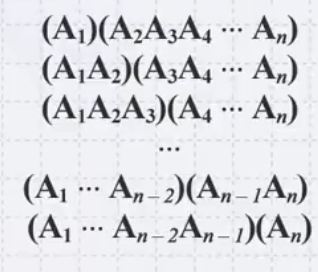 (A₁)(A₂A₃A₄ ··· Aₙ)
(A₁A₂)(A₃A₄ ··· Aₙ)
(A₁A₂A₃)(A₄ ··· Aₙ)
···
(A₁ ··· Aₙ₋₂)(Aₙ₋₁Aₙ)
(A₁ ··· Aₙ₋₂Aₙ₋₁)(Aₙ)